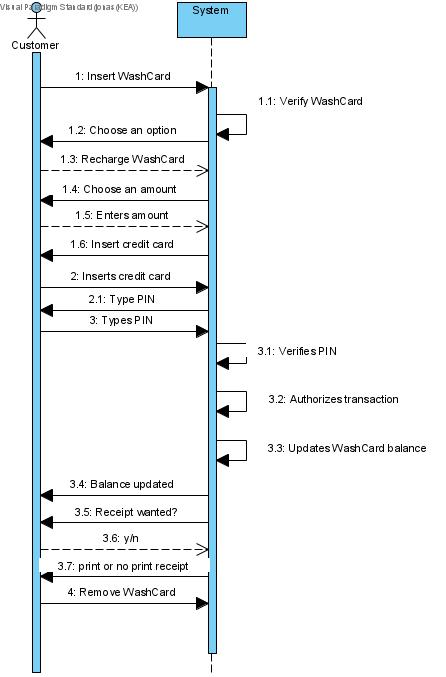 Visual Paradigm Standard(jonas(KEA))
System
Customer
1: Insert WashCard
1.1: Verify WashCard
1.2: Choose an option
1.3: Recharge WashCard
1.4: Choose an amount
1.5: Enters amount
1.6: Insert credit card
2: Inserts credit card
2.1: Type PIN
3: Types PIN
3.1: Verifies PIN
3.2: Authorizes transaction
3.3: Updates WashCard balance
3.4: Balance updated
3.5: Receipt wanted?
3.6: y/n
3.7: print or no print receipt
4: Remove WashCard